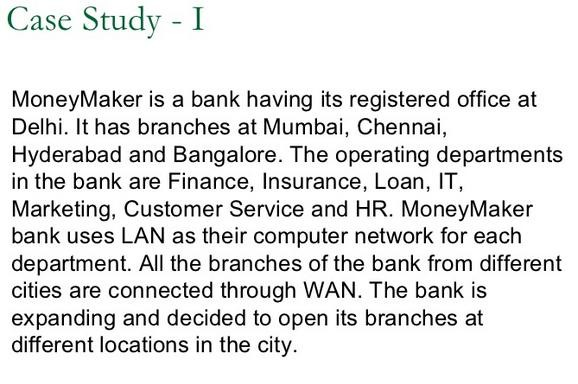 Case Study - I
MoneyMaker is a bank having its registered office at
Delhi. It has branches at Mumbai, Chennai,
Hyderabad and Bangalore. The operating departments
in the bank are Finance, Insurance, Loan, IT,
Marketing, Customer Service and HR. MoneyMaker
bank uses LAN as their computer network for each
department. All the branches of the bank from different
cities are connected through WAN. The bank is
expanding and decided to open its branches at
different locations in the city.